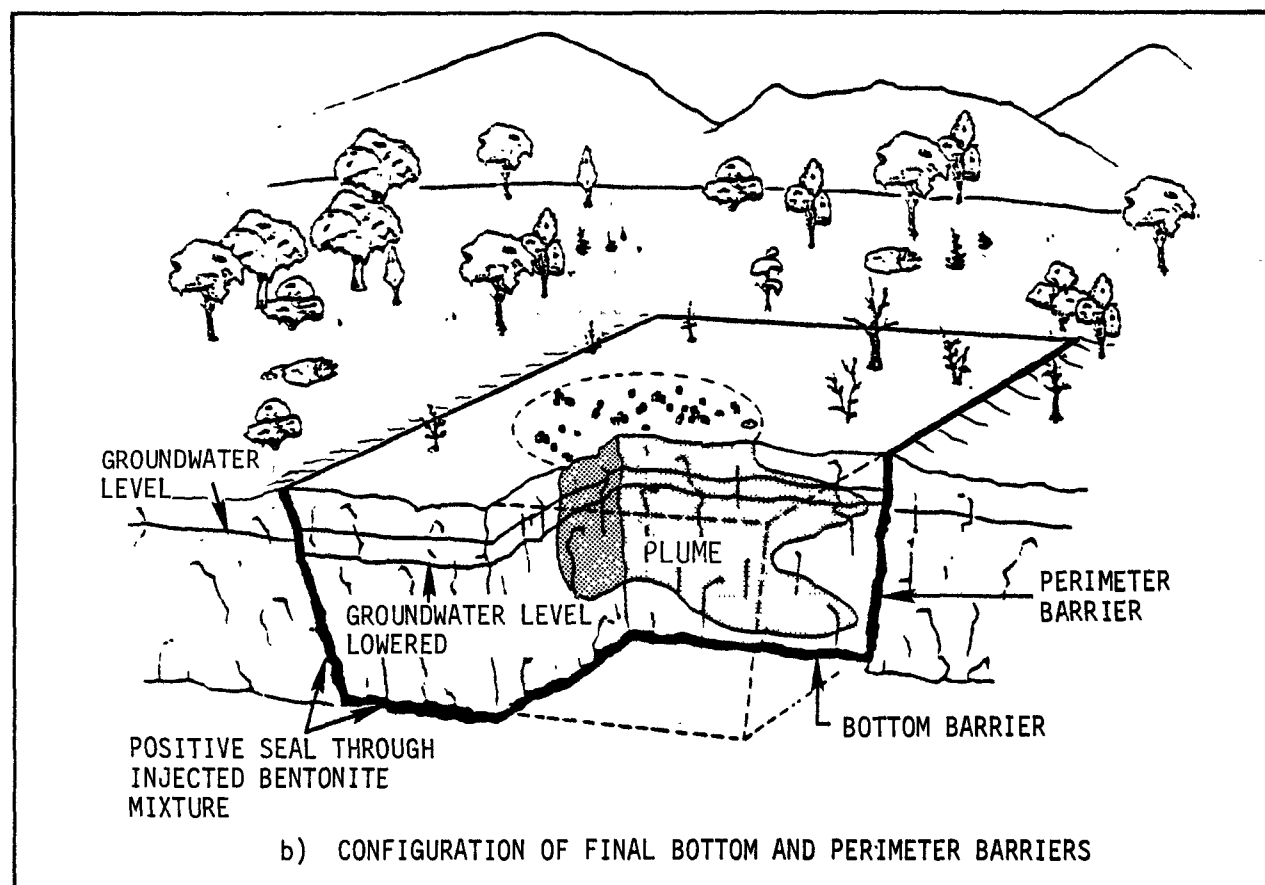 GROUNDWATER
LEVEL
PLUME
GROUNDWATER LEVEL
LOWERED
PERIMETER
BARRIER
BOTTOM BARRIER
POSITIVE SEAL THROUGH
INJECTED BENTONITE
MIXTURE
b) CONFIGURATION OF FINAL BOTTOM AND PERIMETER BARRIERS